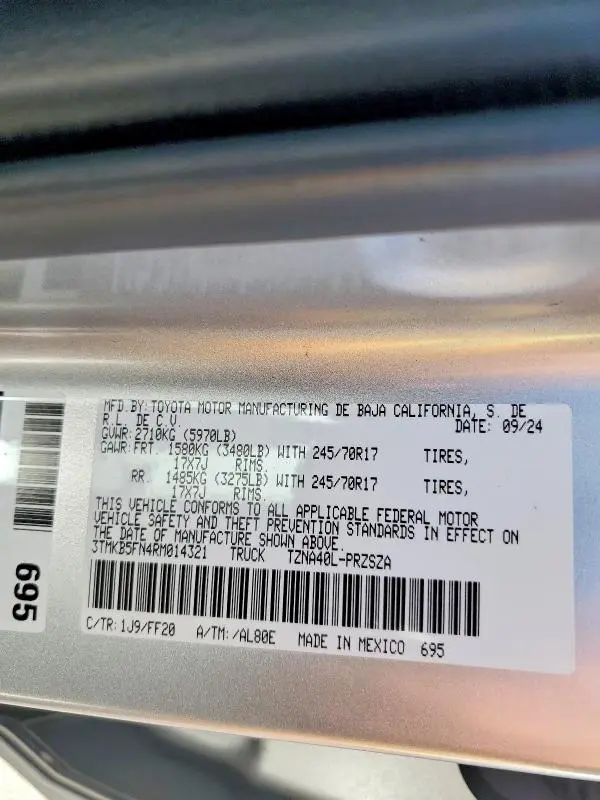 MFD.BY:TOYOTA MOTOR MANUFACTURING DE BAJA CALIFORNIA, S. DE
R.L. DE C.V. DATE: 09/24
GVWR:2710KG (5970LB)
GAWR:FRT. 1580KG (3480LB) WITH 245/70R17 TIRES,
17X7J RIMS,
RR. 1485KG (3275LB) WITH 245/70R17 TIRES,
17X7J RIMS,
THIS VEHICLE CONFORMS TO ALL APPLICABLE FEDERAL MOTOR
VEHICLE SAFETY AND THEFT PREVENTION STANDARDS IN EFFECT ON
THE DATE OF MANUFACTURE SHOWN ABOVE.
3TMKB5FN4RM014321 TRUCK TZNA40L-PRZSZA
C/TR:1J9/FF20 A/TM:/AL80E MADE IN MEXICO 695
695